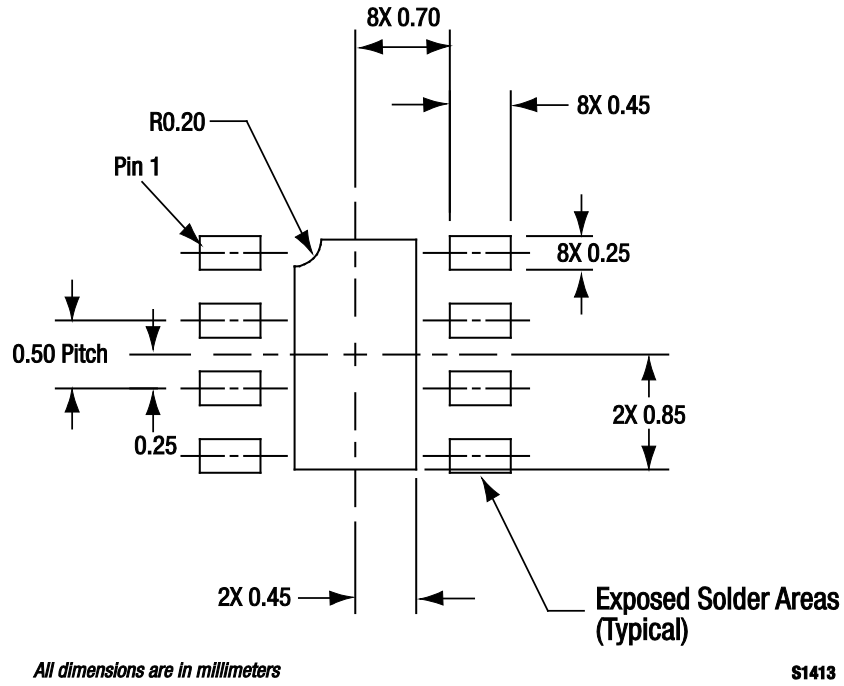 8X 0.70
8X 0.45
R0.20
Pin 1
8X 0.25
0.50 Pitch
2X 0.85
0.25
2X 0.45
Exposed Solder Areas
(Typical)
All dimensions are in millimeters
S1413